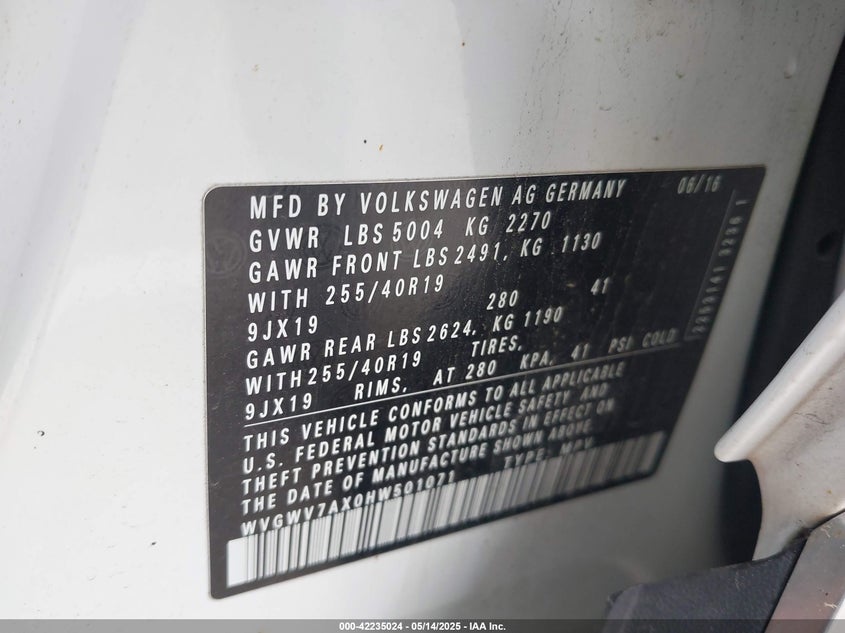 MFD BY VOLKSWAGEN AG GERMANY 06/16
GVWR LBS 5004 KG 2270
GAWR FRONT LBS 2491, KG 1130
WITH 255/40R19
9JX19 280 41
GAWR REAR LBS 2624, KG 1190
WITH 255/40R19 TIRES,
9JX19 RIMS, AT 280 KPA, 41 PSI COLD
THIS VEHICLE CONFORMS TO ALL APPLICABLE
U.S. FEDERAL MOTOR VEHICLE SAFETY AND
THEFT PREVENTION STANDARDS IN EFFECT ON
THE DATE OF MANUFACTURE SHOWN ABOVE.
WVGWV7AX0HW501071 TYPE: MPV
000-42235024 — 05/14/2025 — IAA Inc.